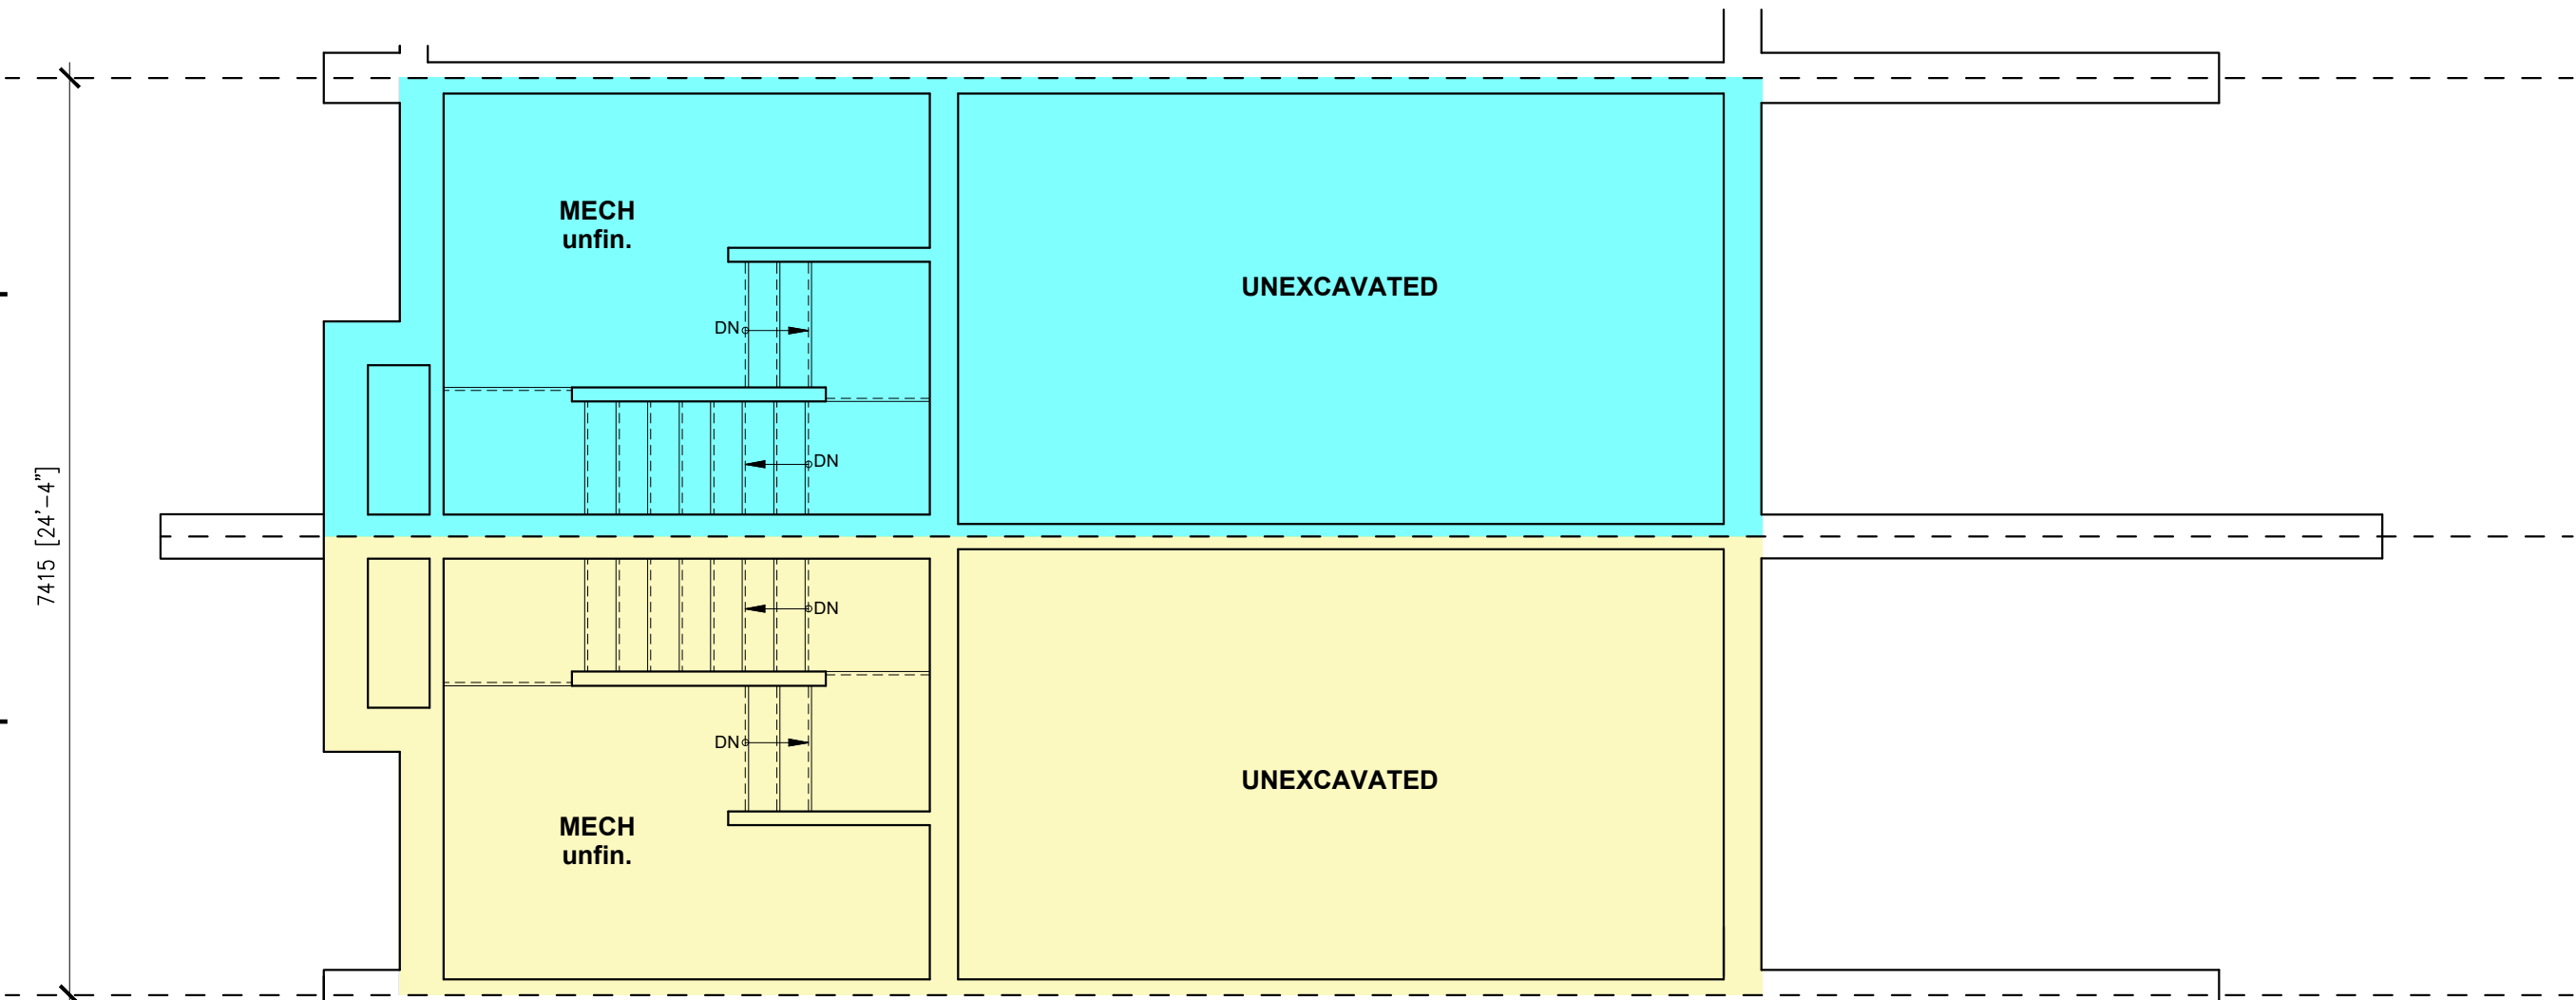 MECH
unfin.
UNEXCAVATED
DN
DN
7415 [24'-4"]
DN
DN
UNEXCAVATED
MECH
unfin.